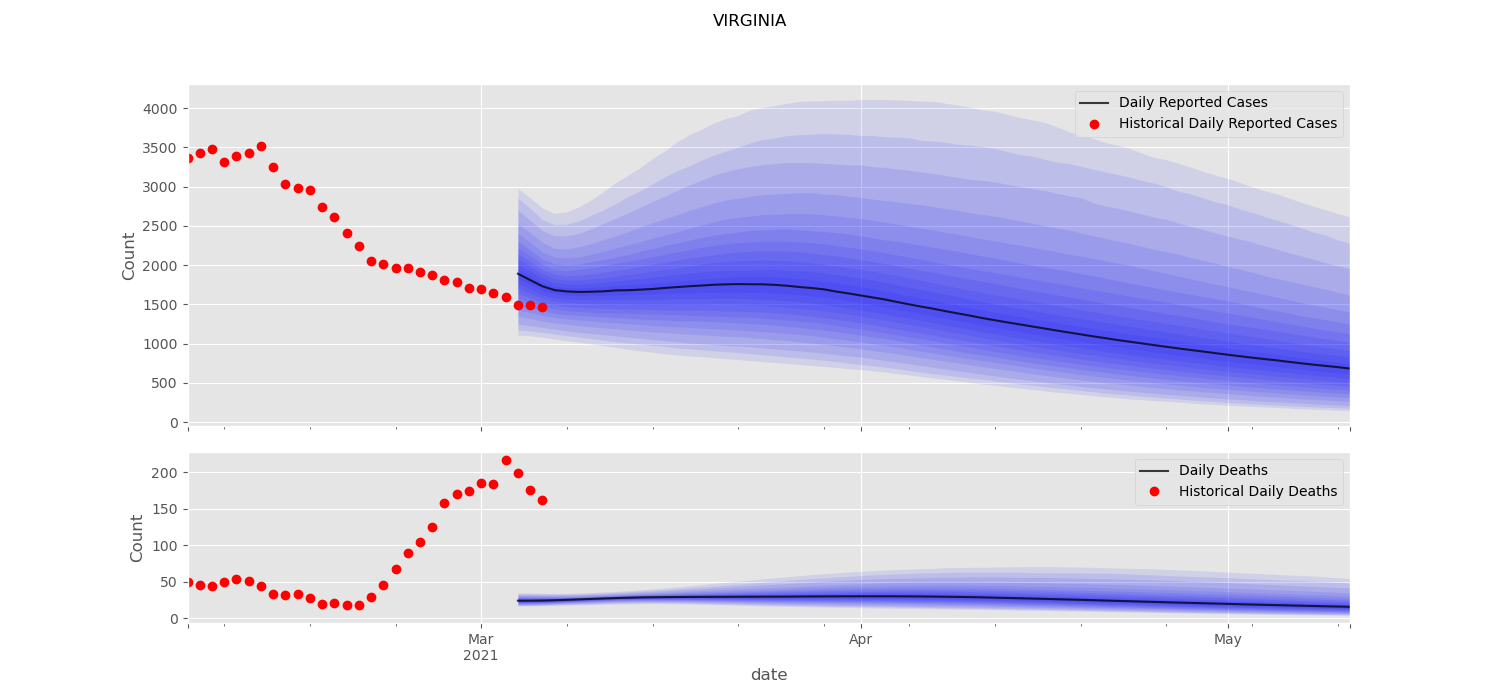 VIRGINIA
Daily Reported Cases
Historical Daily Reported Cases
4000
3500
3000
2500
2000
1500
1000
500
0
Count
Daily Deaths
Historical Daily Deaths
200
150
100
50
0
Count
Mar
2021
Apr
May
date